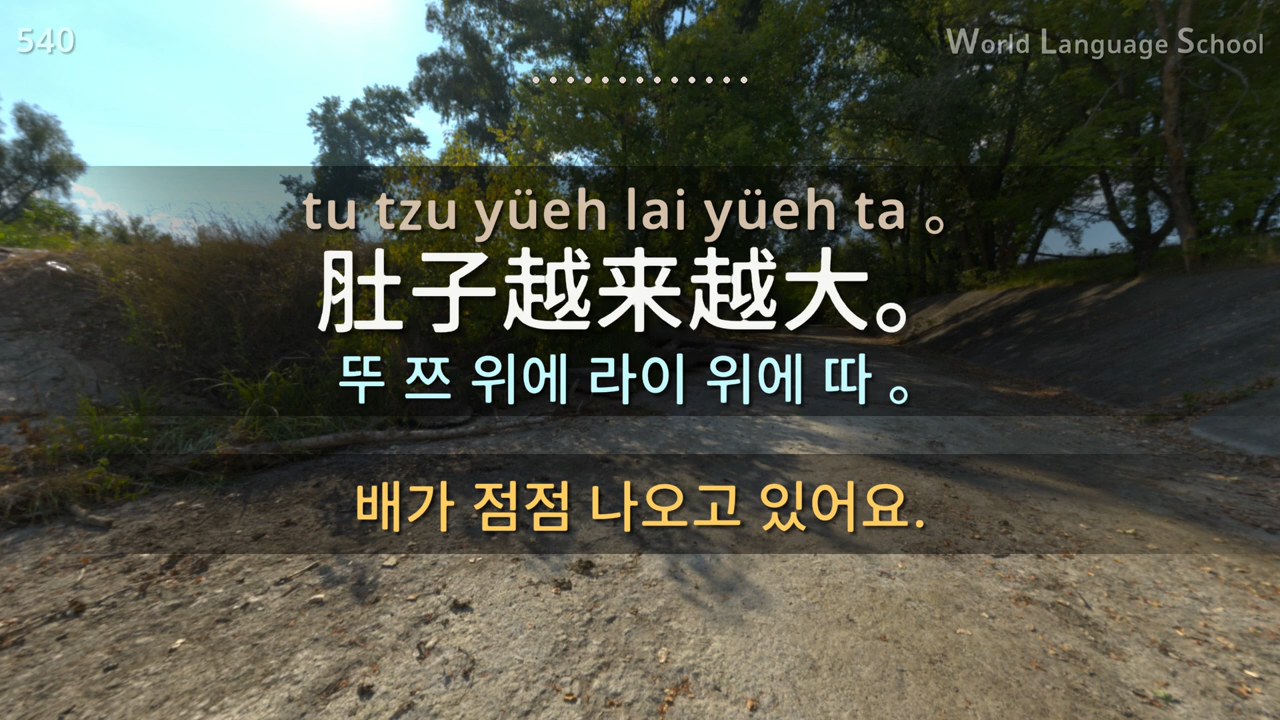 540
World Language School
tu tzu yüeh lai yüeh ta 。
肚子越来越大。
뚜 쯔 위에 라이 위에 따 。
배가 점점 나오고 있어요.